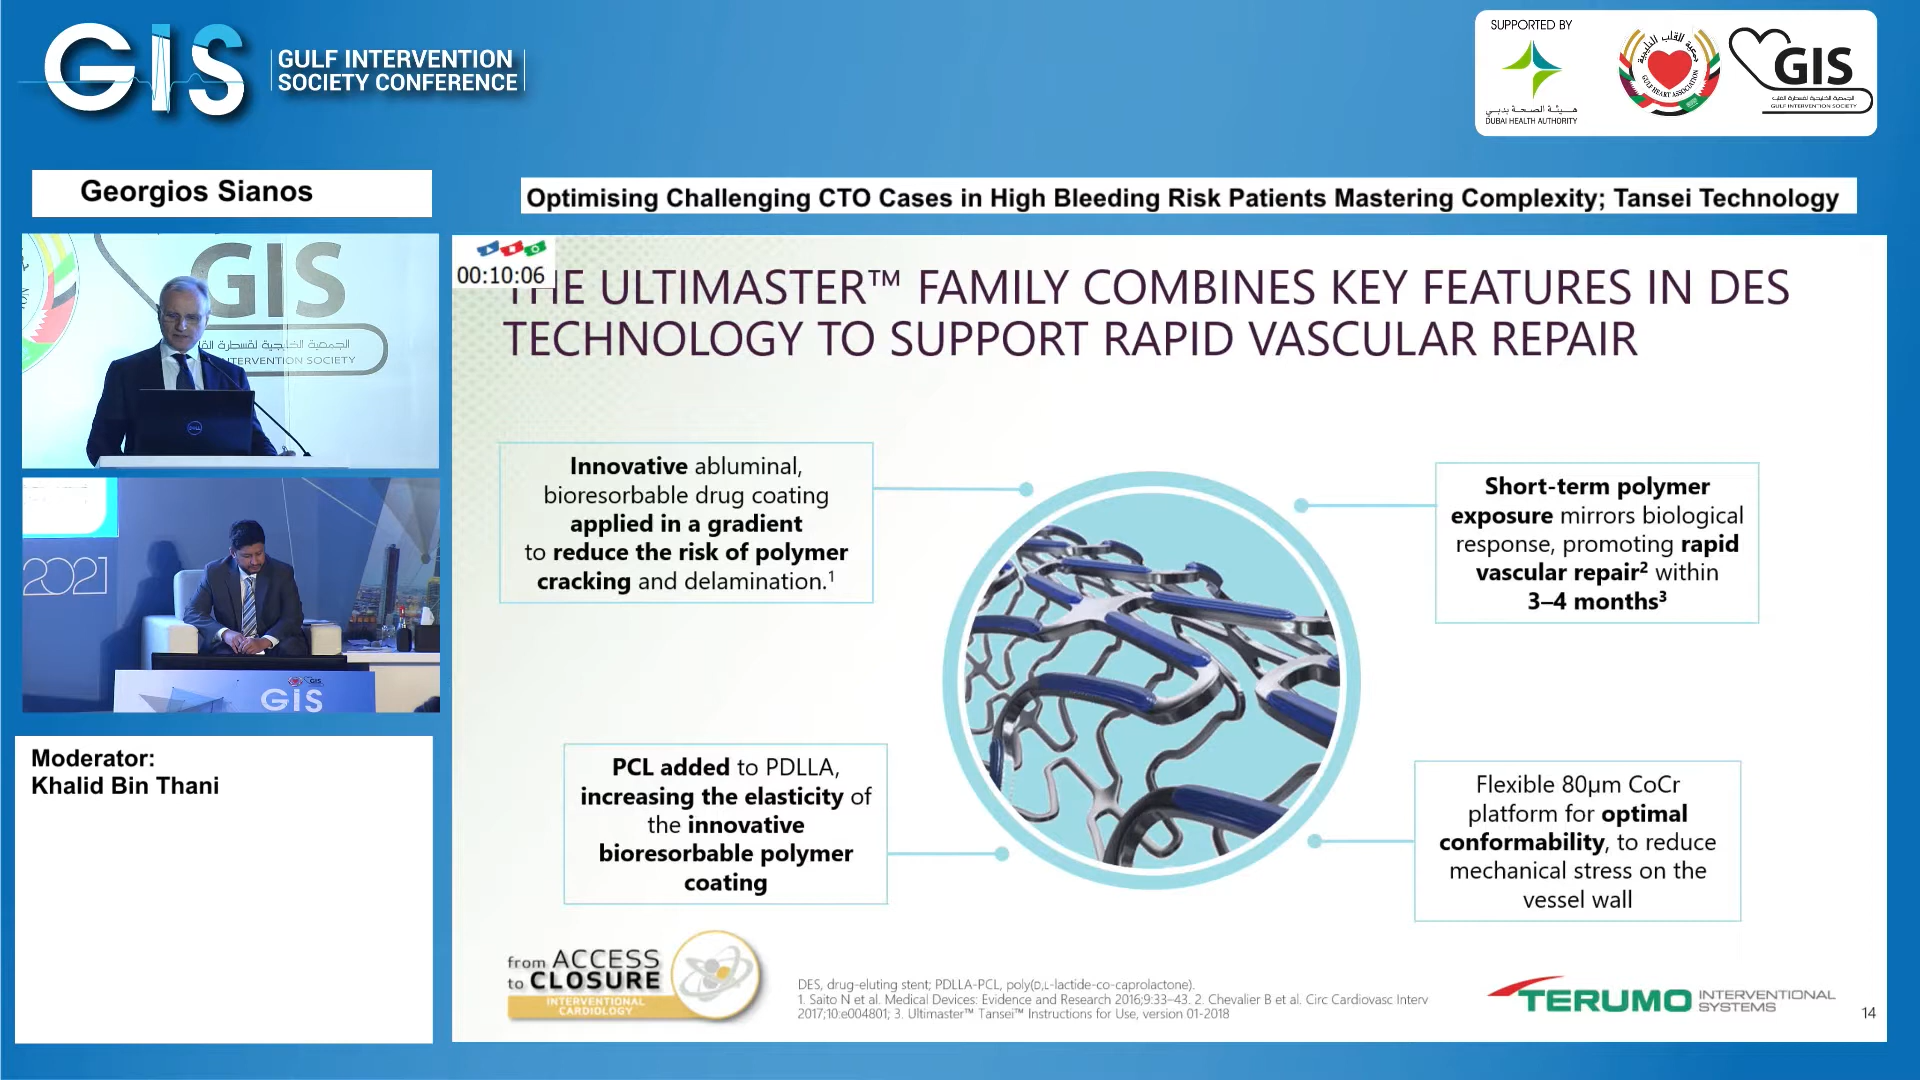 GIS
GULF INTERVENTION
SOCIETY CONFERENCE
SUPPORTED BY
هيئة الصحة بدبي
DUBAI HEALTH AUTHORITY
GULF HEART ASSOCIATION
GIS
الجمعية الخليجية لقسطرة القلب
GULF INTERVENTION SOCIETY
Georgios Sianos
Optimising Challenging CTO Cases in High Bleeding Risk Patients Mastering Complexity; Tansei Technology
GIS
الجمعية الخليجية لقسطرة
INTERVENTION SOCIETY
DELL
2021
GIS
GIS
Moderator:
Khalid Bin Thani
00:10:06
THE ULTIMASTER™ FAMILY COMBINES KEY FEATURES IN DES
TECHNOLOGY TO SUPPORT RAPID VASCULAR REPAIR
Innovative abluminal,
bioresorbable drug coating
applied in a gradient
to reduce the risk of polymer
cracking and delamination.¹
Short-term polymer
exposure mirrors biological
response, promoting rapid
vascular repair² within
3–4 months³
PCL added to PDLLA,
increasing the elasticity of
the innovative
bioresorbable polymer
coating
Flexible 80µm CoCr
platform for optimal
conformability, to reduce
mechanical stress on the
vessel wall
from ACCESS
to CLOSURE
INTERVENTIONAL
CARDIOLOGY
DES, drug-eluting stent; PDLLA-PCL, poly(D,L-lactide-co-caprolactone).
1. Saito N et al. Medical Devices: Evidence and Research 2016;9:33–43. 2. Chevalier B et al. Circ Cardiovasc Interv
2017;10:e004801; 3. Ultimaster™ Tansei™ Instructions for Use, version 01-2018
TERUMO INTERVENTIONAL
SYSTEMS
14